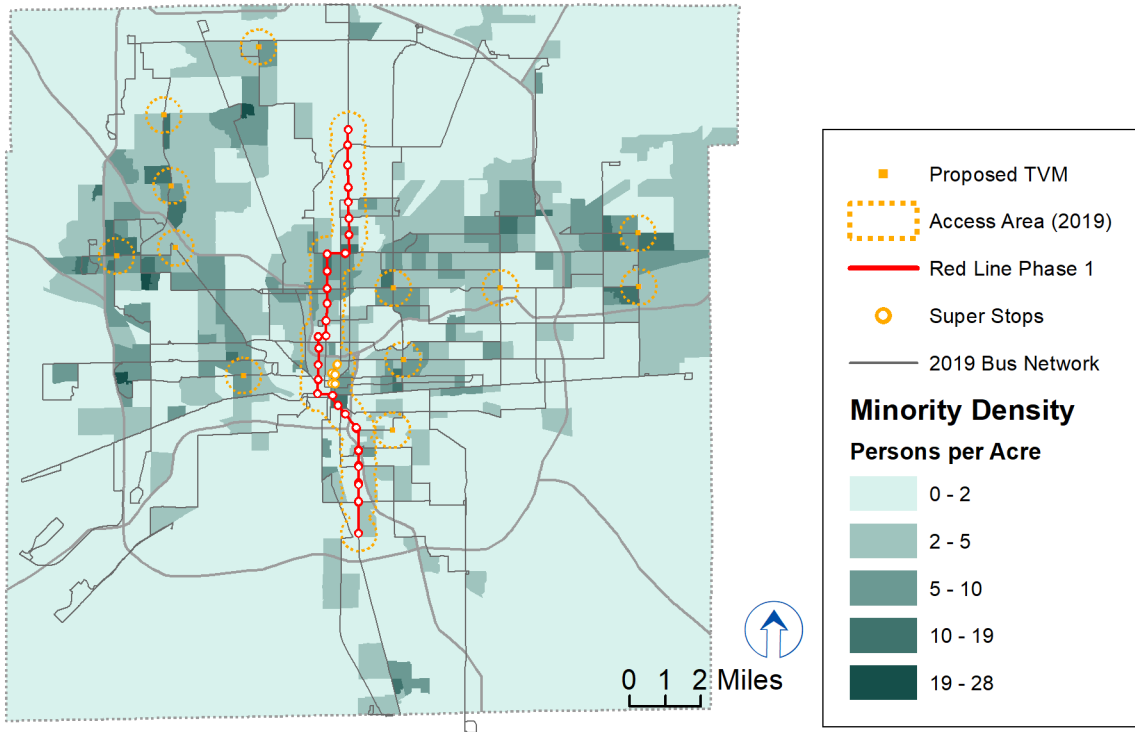 Proposed TVM
Access Area (2019)
Red Line Phase 1
Super Stops
2019 Bus Network
Minority Density
Persons per Acre
0 - 2
2 - 5
5 - 10
10 - 19
19 - 28
0 1 2 Miles